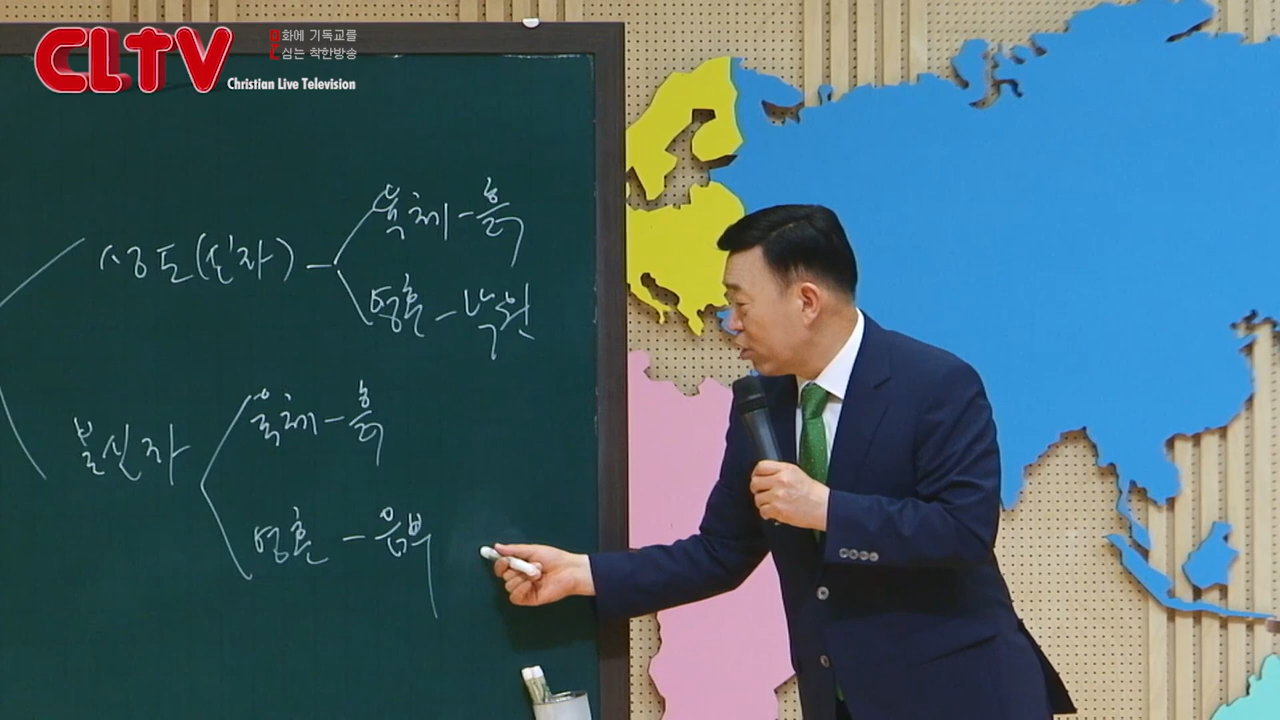 CLTV
문화에 기독교를
심는 착한방송
Christian Live Television
육체 - 흙
성도(신자) -
영혼 - 낙원
육체 - 흙
불신자
영혼 - 음부